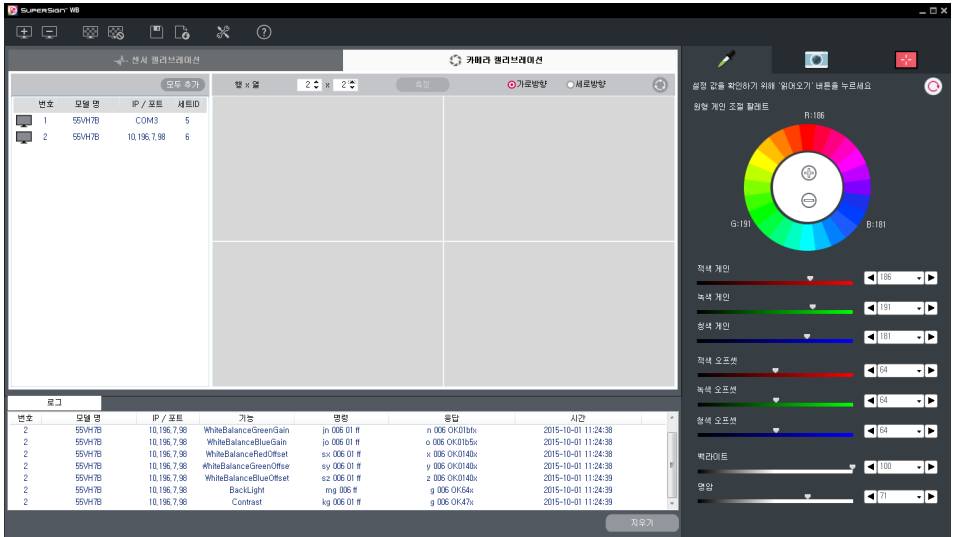 SuperSign WB
센서 캘리브레이션
카메라 캘리브레이션
모두 추가
행 x 열
2 x 2
측정
가로방향
세로방향
번호 모델 명 IP / 포트 세트ID
1 55VH7B COM3 5
2 55VH7B 10,196,7,98 6
설정 값을 확인하기 위해 '읽어오기' 버튼을 누르세요
원형 게인 조절 팔레트
R:186
G:191
B:181
적색 게인
186
녹색 게인
191
청색 게인
181
적색 오프셋
64
녹색 오프셋
64
청색 오프셋
64
백라이트
100
명암
71
로그
번호 모델 명 IP / 포트 기능 명령 응답 시간
2 55VH7B 10,196,7,98 WhiteBalanceGreenGain jn 006 01 ff n 006 OK01bfx 2015-10-01 11:24:38
2 55VH7B 10,196,7,98 WhiteBalanceBlueGain jo 006 01 ff o 006 OK01b5x 2015-10-01 11:24:38
2 55VH7B 10,196,7,98 WhiteBalanceRedOffset sx 006 01 ff x 006 OK0140x 2015-10-01 11:24:38
2 55VH7B 10,196,7,98 WhiteBalanceGreenOffset sy 006 01 ff y 006 OK0140x 2015-10-01 11:24:38
2 55VH7B 10,196,7,98 WhiteBalanceBlueOffset sz 006 01 ff z 006 OK0140x 2015-10-01 11:24:39
2 55VH7B 10,196,7,98 BackLight mg 006 ff g 006 OK64x 2015-10-01 11:24:39
2 55VH7B 10,196,7,98 Contrast kg 006 01 ff g 006 OK47x 2015-10-01 11:24:39
지우기